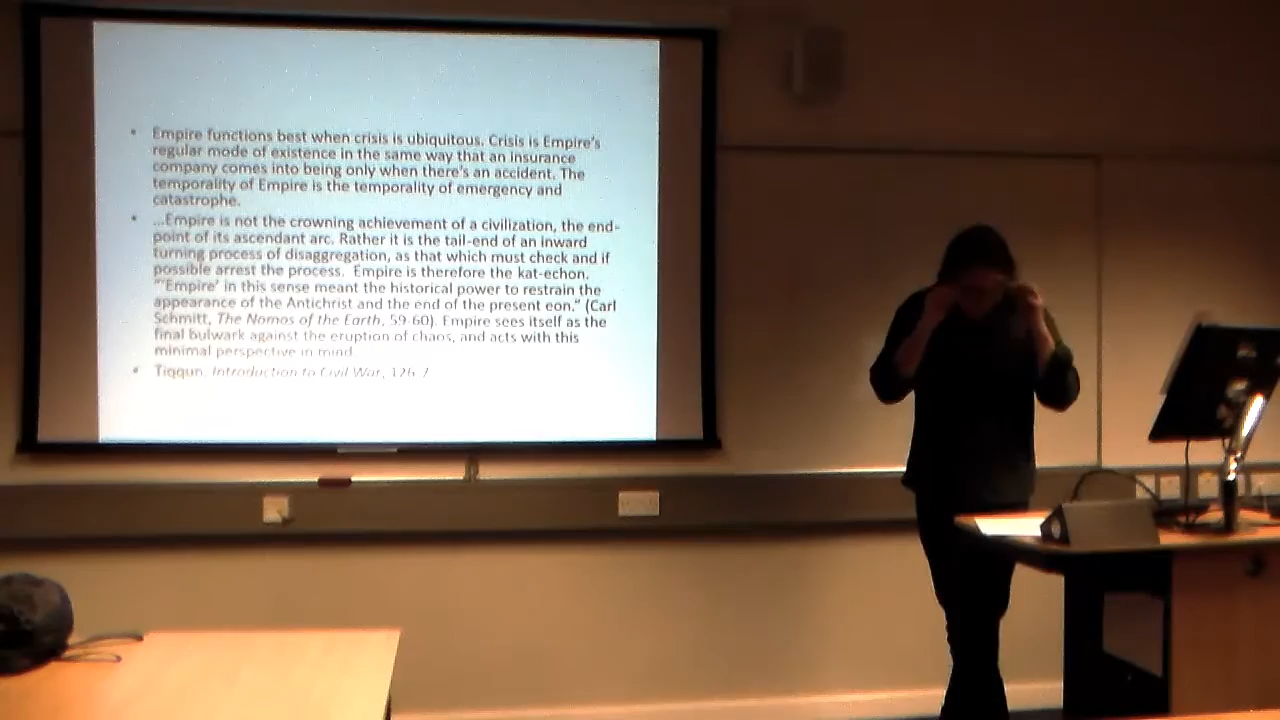 • Empire functions best when crisis is ubiquitous. Crisis is Empire's
regular mode of existence in the same way that an insurance
company comes into being only when there's an accident. The
temporality of Empire is the temporality of emergency and
catastrophe.
• ...Empire is not the crowning achievement of a civilization, the end-
point of its ascendant arc. Rather it is the tail-end of an inward
turning process of disaggregation, as that which must check and if
possible arrest the process. Empire is therefore the kat-echon.
"'Empire' in this sense meant the historical power to restrain the
appearance of the Antichrist and the end of the present eon." (Carl
Schmitt, The Nomos of the Earth, 59-60). Empire sees itself as the
final bulwark against the eruption of chaos, and acts with this
minimal perspective in mind.
• Tiqqun, Introduction to Civil War, 126-7